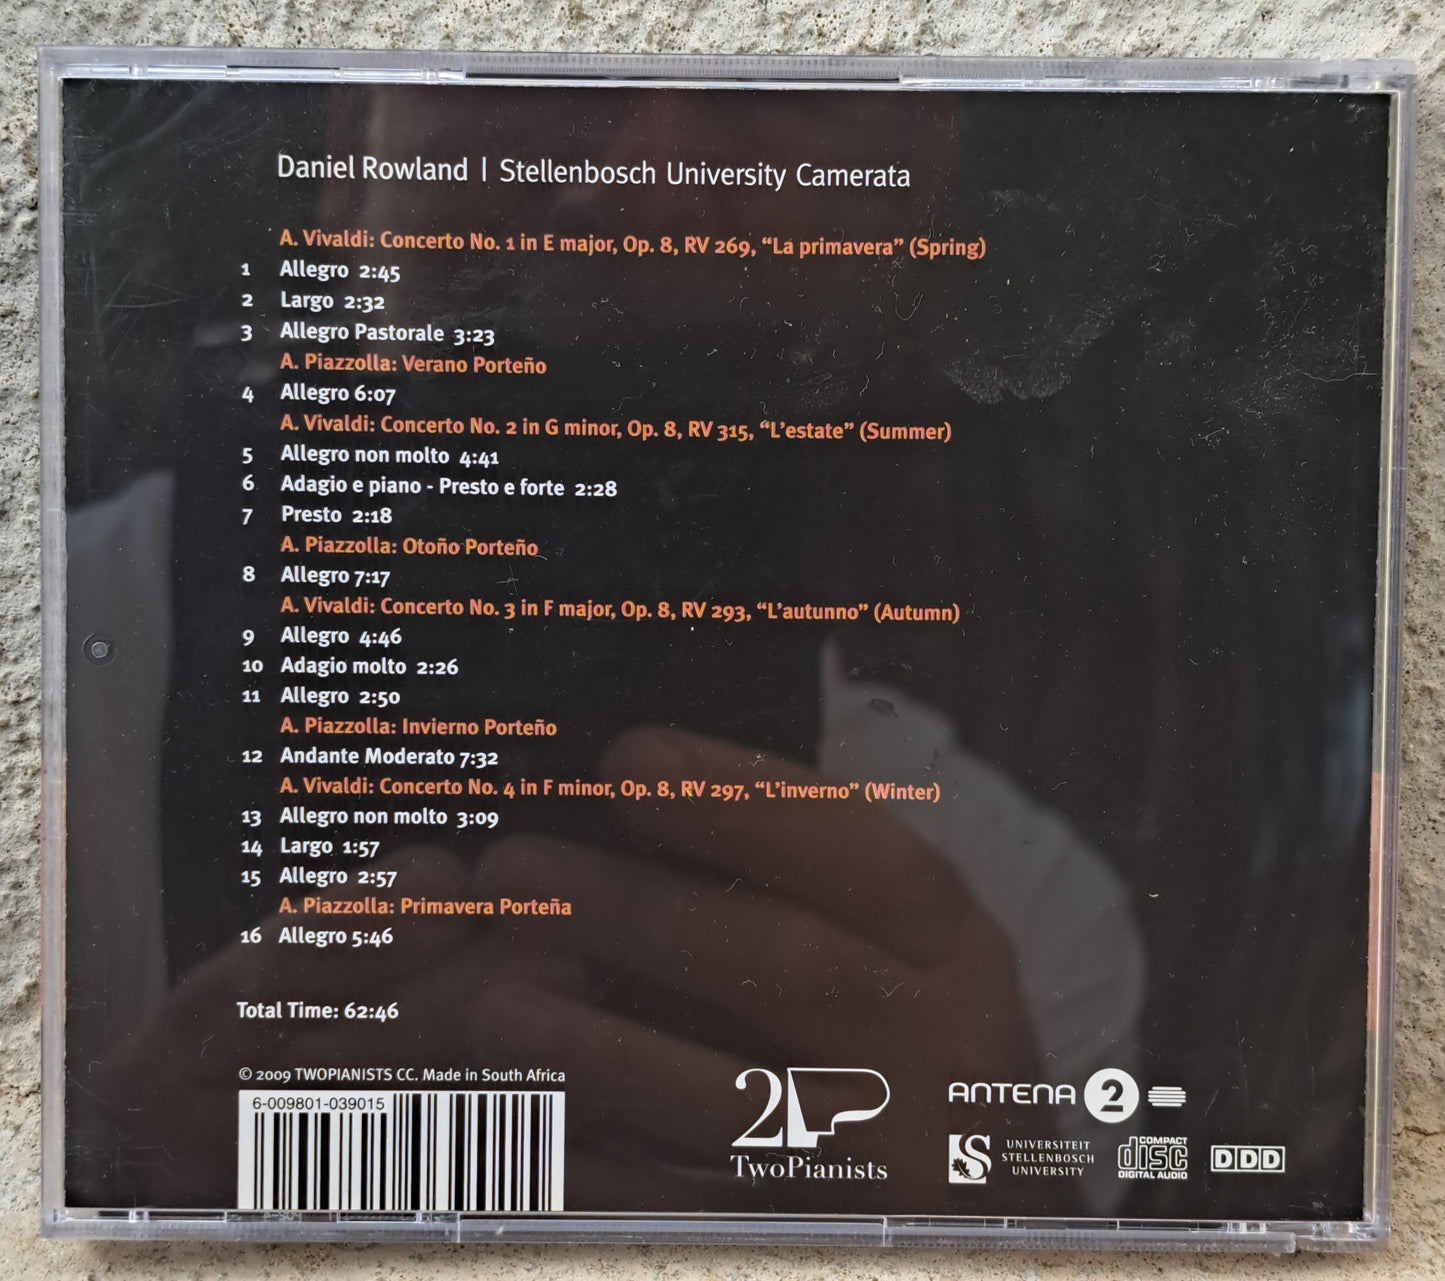 Daniel Rowland | Stellenbosch University Camerata
A. Vivaldi: Concerto No. 1 in E major, Op. 8, RV 269, “La primavera” (Spring)
1 Allegro 2:45
2 Largo 2:32
3 Allegro Pastorale 3:23
A. Piazzolla: Verano Porteño
4 Allegro 6:07
A. Vivaldi: Concerto No. 2 in G minor, Op. 8, RV 315, “L'estate” (Summer)
5 Allegro non molto 4:41
6 Adagio e piano - Presto e forte 2:28
7 Presto 2:18
A. Piazzolla: Otoño Porteño
8 Allegro 7:17
A. Vivaldi: Concerto No. 3 in F major, Op. 8, RV 293, “L'autunno” (Autumn)
9 Allegro 4:46
10 Adagio molto 2:26
11 Allegro 2:50
A. Piazzolla: Invierno Porteño
12 Andante Moderato 7:32
A. Vivaldi: Concerto No. 4 in F minor, Op. 8, RV 297, “L'inverno” (Winter)
13 Allegro non molto 3:09
14 Largo 1:57
15 Allegro 2:57
A. Piazzolla: Primavera Porteña
16 Allegro 5:46
Total Time: 62:46
© 2009 TWOPIANISTS CC. Made in South Africa
6-009801-039015
2P
TwoPianists
ANTENA 2
S
UNIVERSITEIT
STELLENBOSCH
UNIVERSITY
COMPACT
disc
DIGITAL AUDIO
DDD